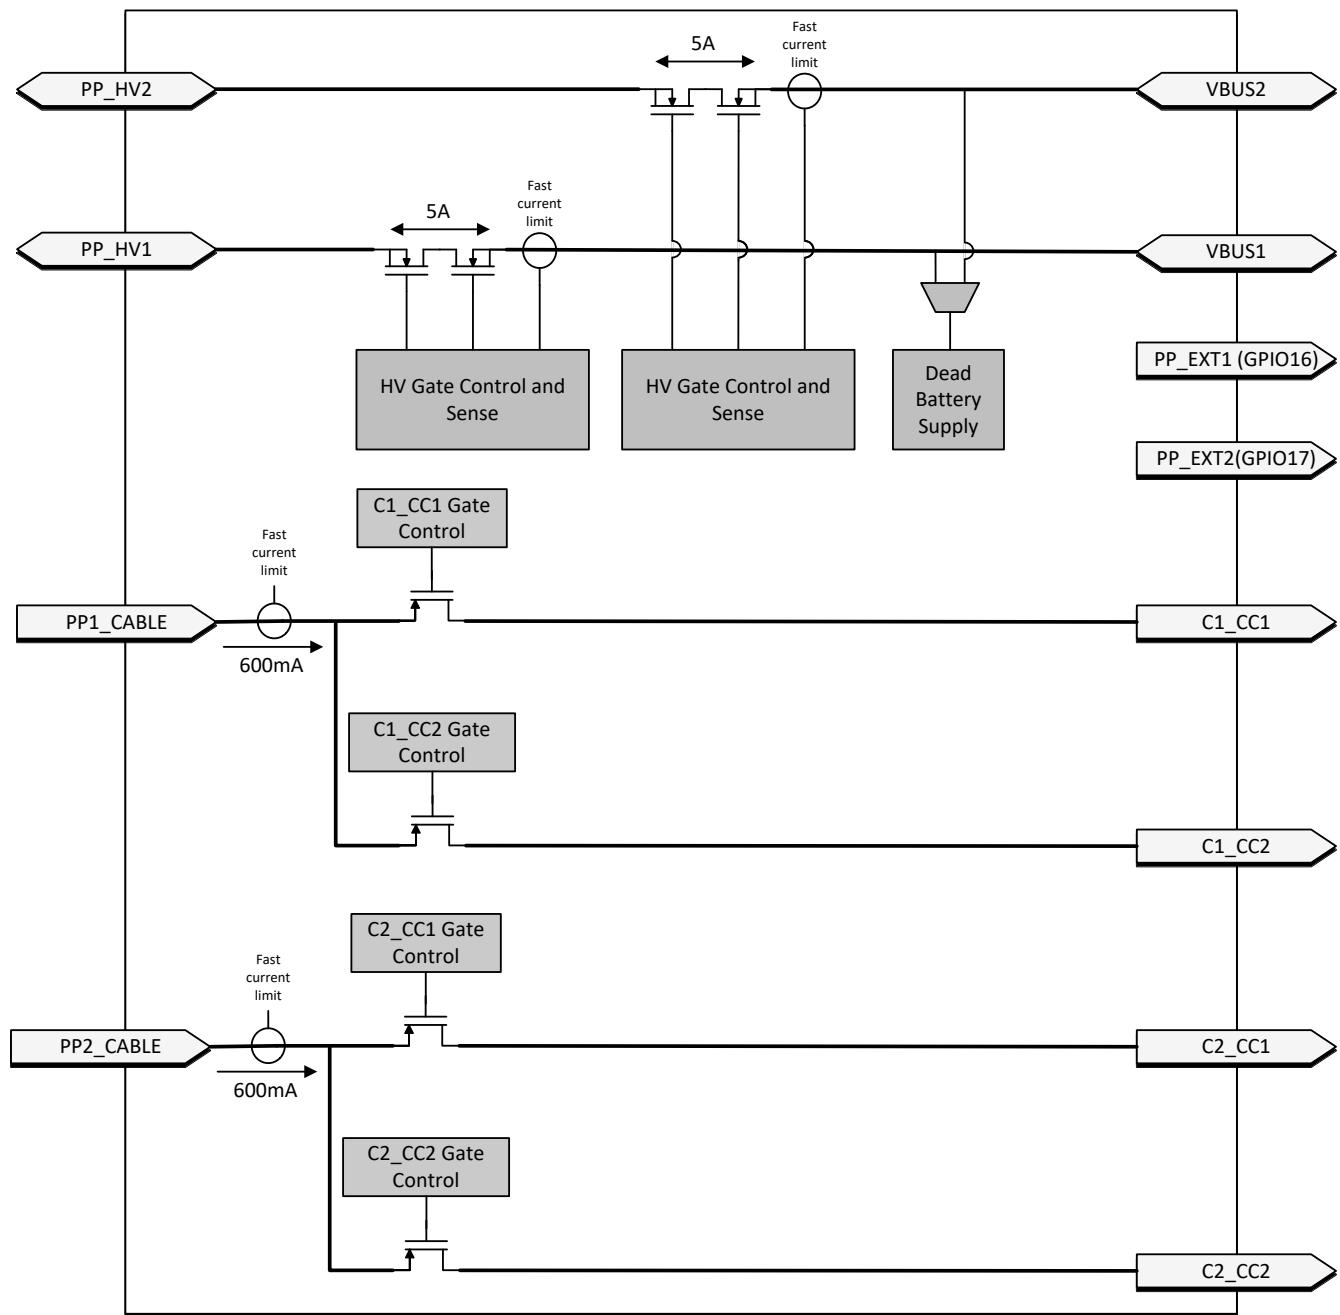 5A
Fast
current
limit
PP_HV2
VBUS2
5A
Fast
current
limit
PP_HV1
VBUS1
HV Gate Control and
Sense
HV Gate Control and
Sense
Dead
Battery
Supply
PP_EXT1 (GPIO16)
PP_EXT2(GPIO17)
C1_CC1 Gate
Control
Fast
current
limit
PP1_CABLE
600mA
C1_CC1
C1_CC2 Gate
Control
C1_CC2
C2_CC1 Gate
Control
Fast
current
limit
PP2_CABLE
600mA
C2_CC1
C2_CC2 Gate
Control
C2_CC2